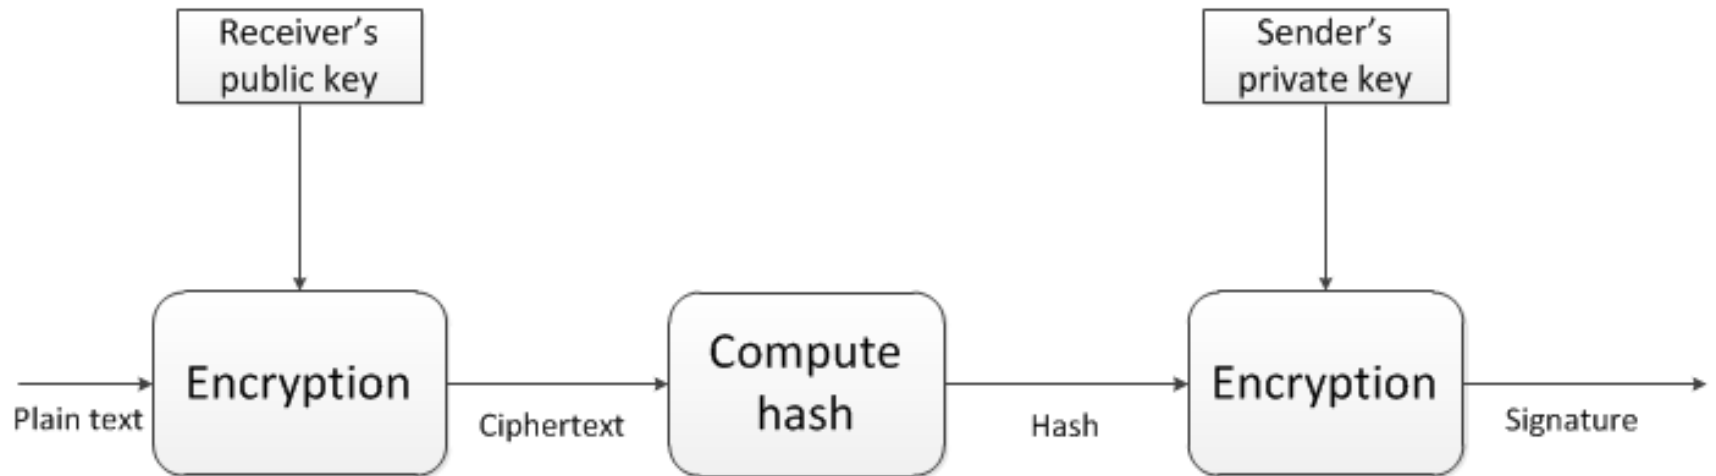 Receiver's
public key
Sender's
private key
Encryption
Compute
hash
Encryption
Plain text
Ciphertext
Hash
Signature